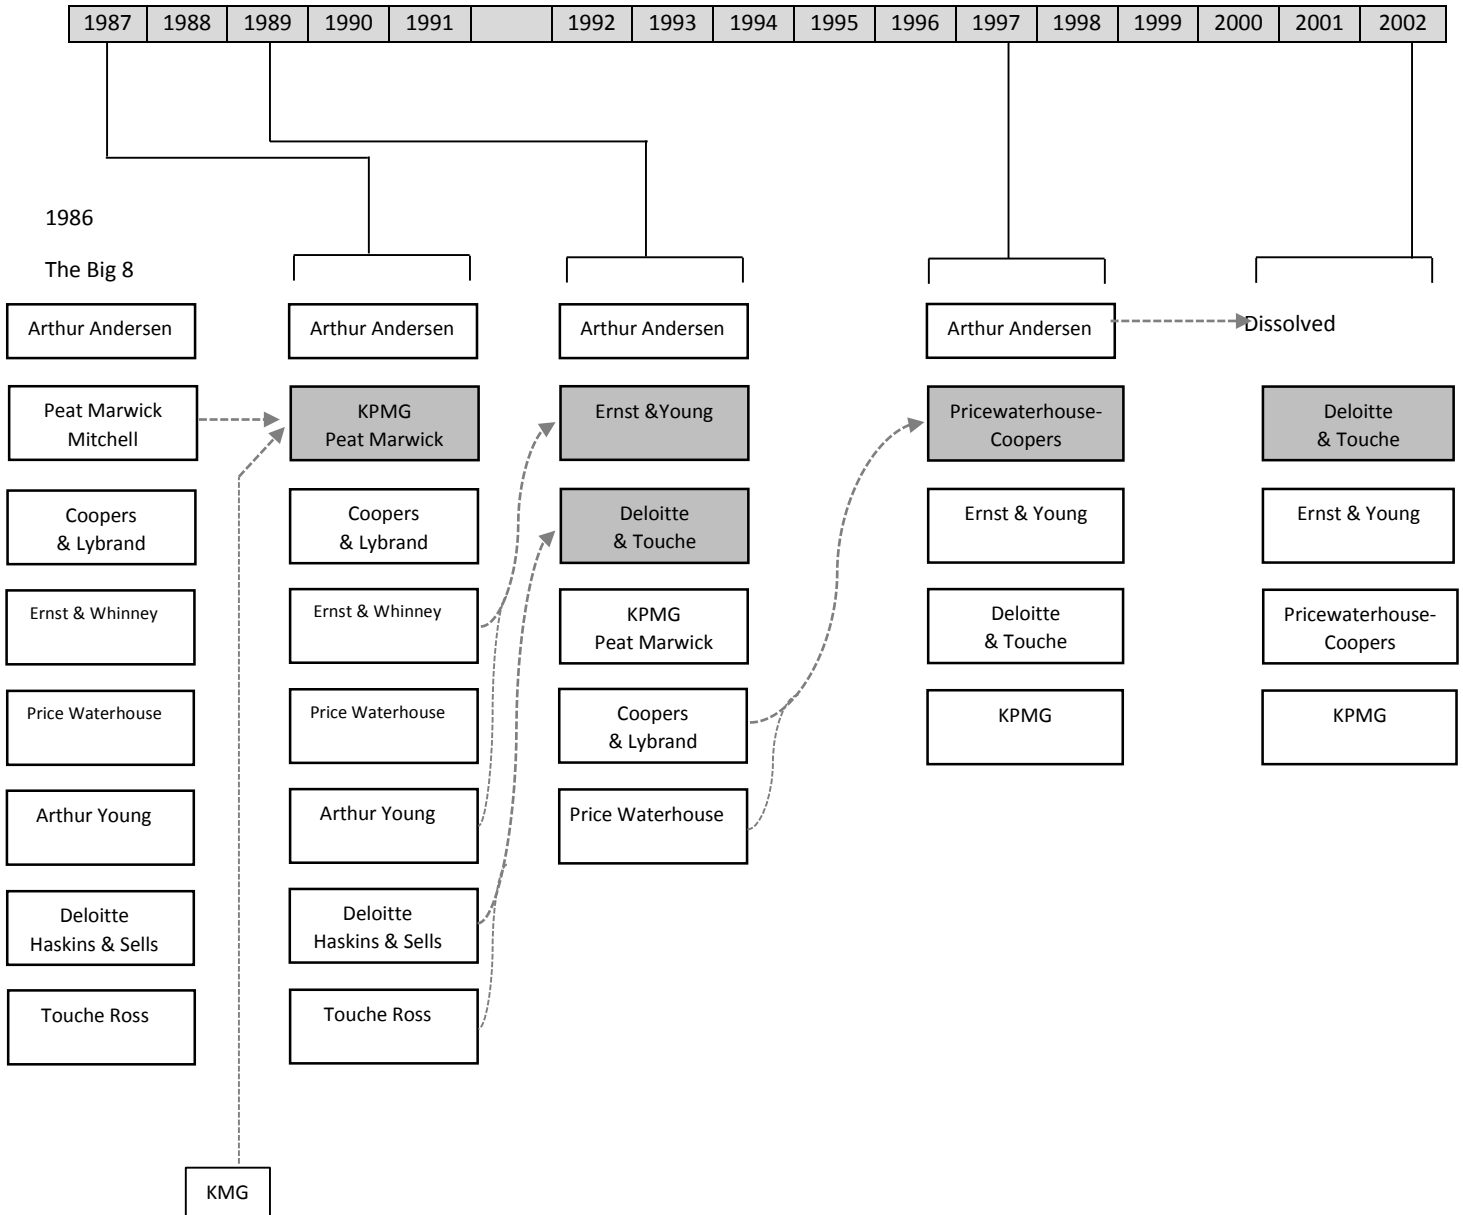 1987 1988 1989 1990 1991 1992 1993 1994 1995 1996 1997 1998 1999 2000 2001 2002
1986
The Big 8
Arthur Andersen
Peat Marwick
Mitchell
Coopers
& Lybrand
Ernst & Whinney
Price Waterhouse
Arthur Young
Deloitte
Haskins & Sells
Touche Ross
KMG
Arthur Andersen
KPMG
Peat Marwick
Coopers
& Lybrand
Ernst & Whinney
Price Waterhouse
Arthur Young
Deloitte
Haskins & Sells
Touche Ross
Arthur Andersen
Ernst &Young
Deloitte
& Touche
KPMG
Peat Marwick
Coopers
& Lybrand
Price Waterhouse
Arthur Andersen
Pricewaterhouse-
Coopers
Ernst & Young
Deloitte
& Touche
KPMG
Dissolved
Deloitte
& Touche
Ernst & Young
Pricewaterhouse-
Coopers
KPMG